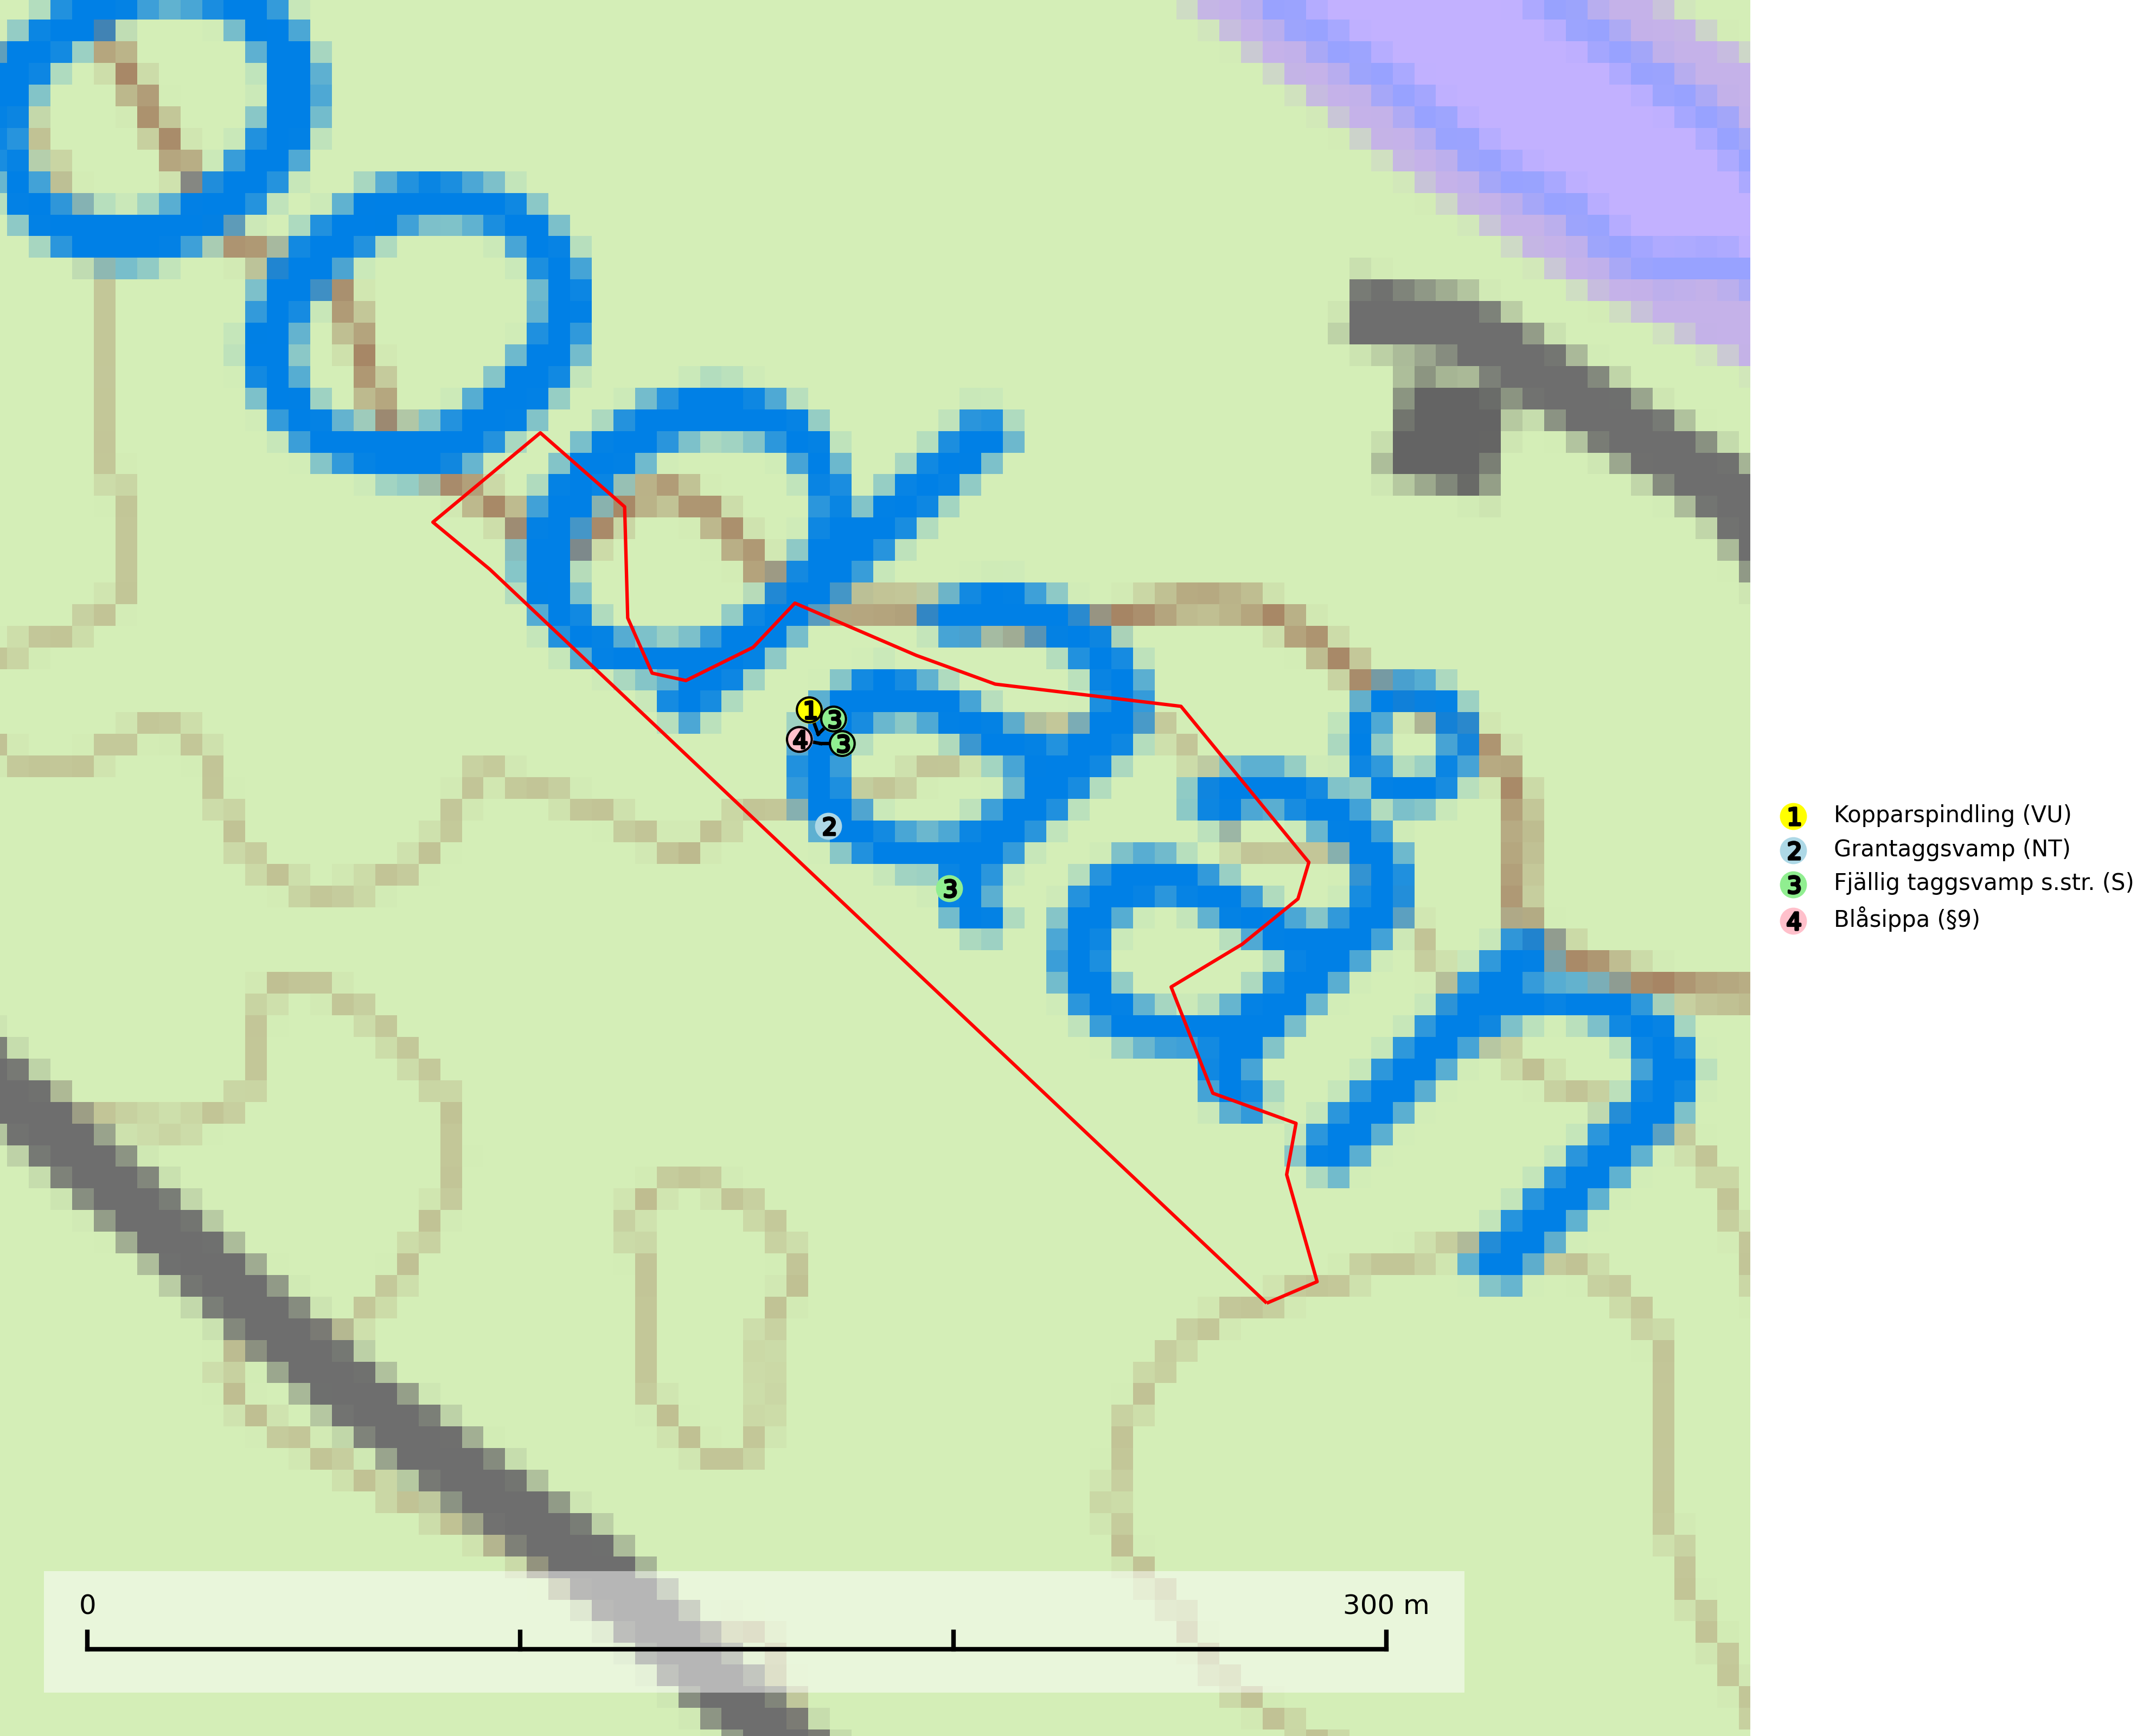 1
3
4
3
2
3
1 Kopparspindling (VU)
2 Grantaggsvamp (NT)
3 Fjällig taggsvamp s.str. (S)
4 Blåsippa (§9)
0 300 m